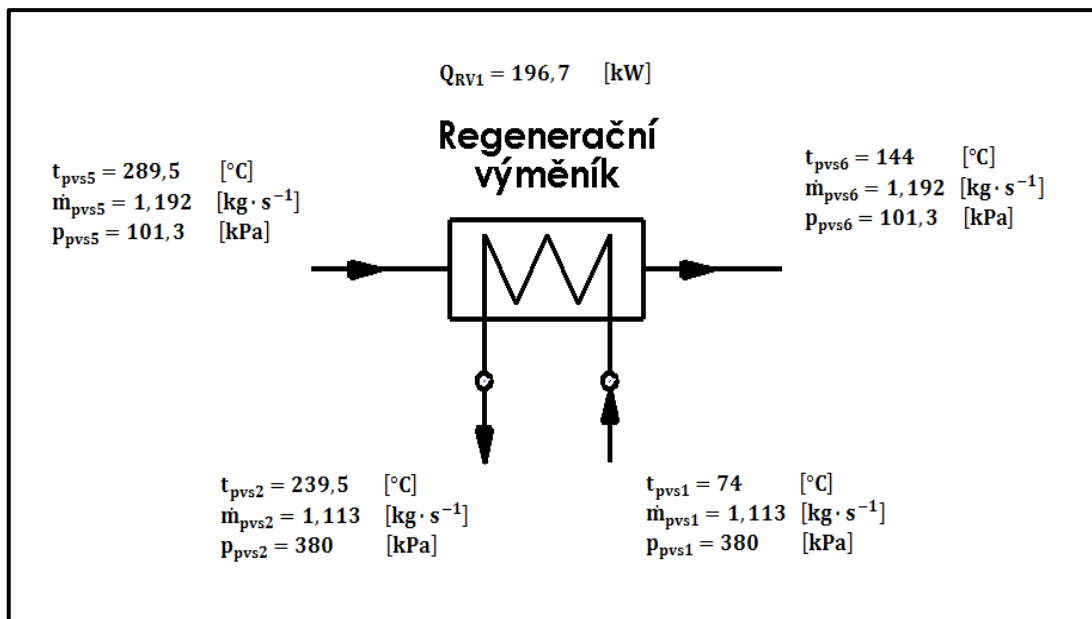 Q_RV1 = 196,7 [kW]
Regenerační
výměník
t_pvs5 = 289,5 [°C]
ṁ_pvs5 = 1,192 [kg · s⁻¹]
p_pvs5 = 101,3 [kPa]
t_pvs6 = 144 [°C]
ṁ_pvs6 = 1,192 [kg · s⁻¹]
p_pvs6 = 101,3 [kPa]
t_pvs2 = 239,5 [°C]
ṁ_pvs2 = 1,113 [kg · s⁻¹]
p_pvs2 = 380 [kPa]
t_pvs1 = 74 [°C]
ṁ_pvs1 = 1,113 [kg · s⁻¹]
p_pvs1 = 380 [kPa]